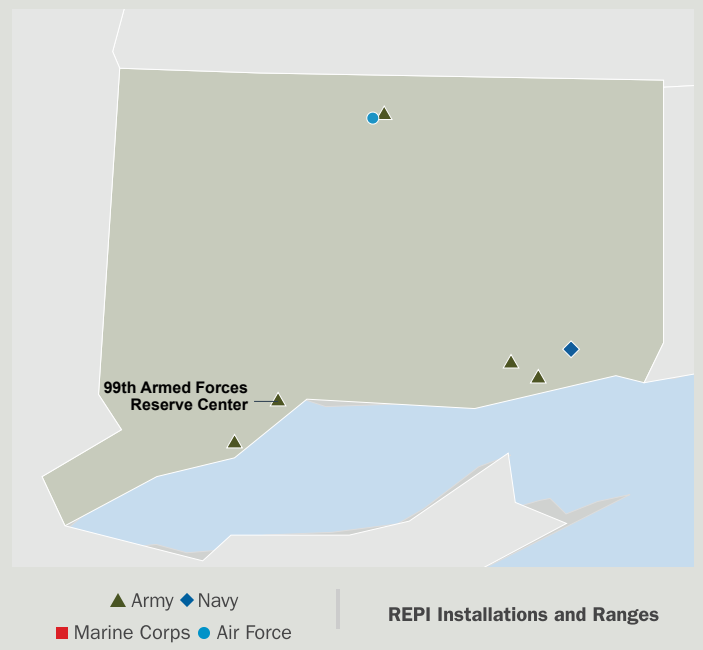 99th Armed Forces
Reserve Center
Army Navy
Marine Corps Air Force
REPI Installations and Ranges